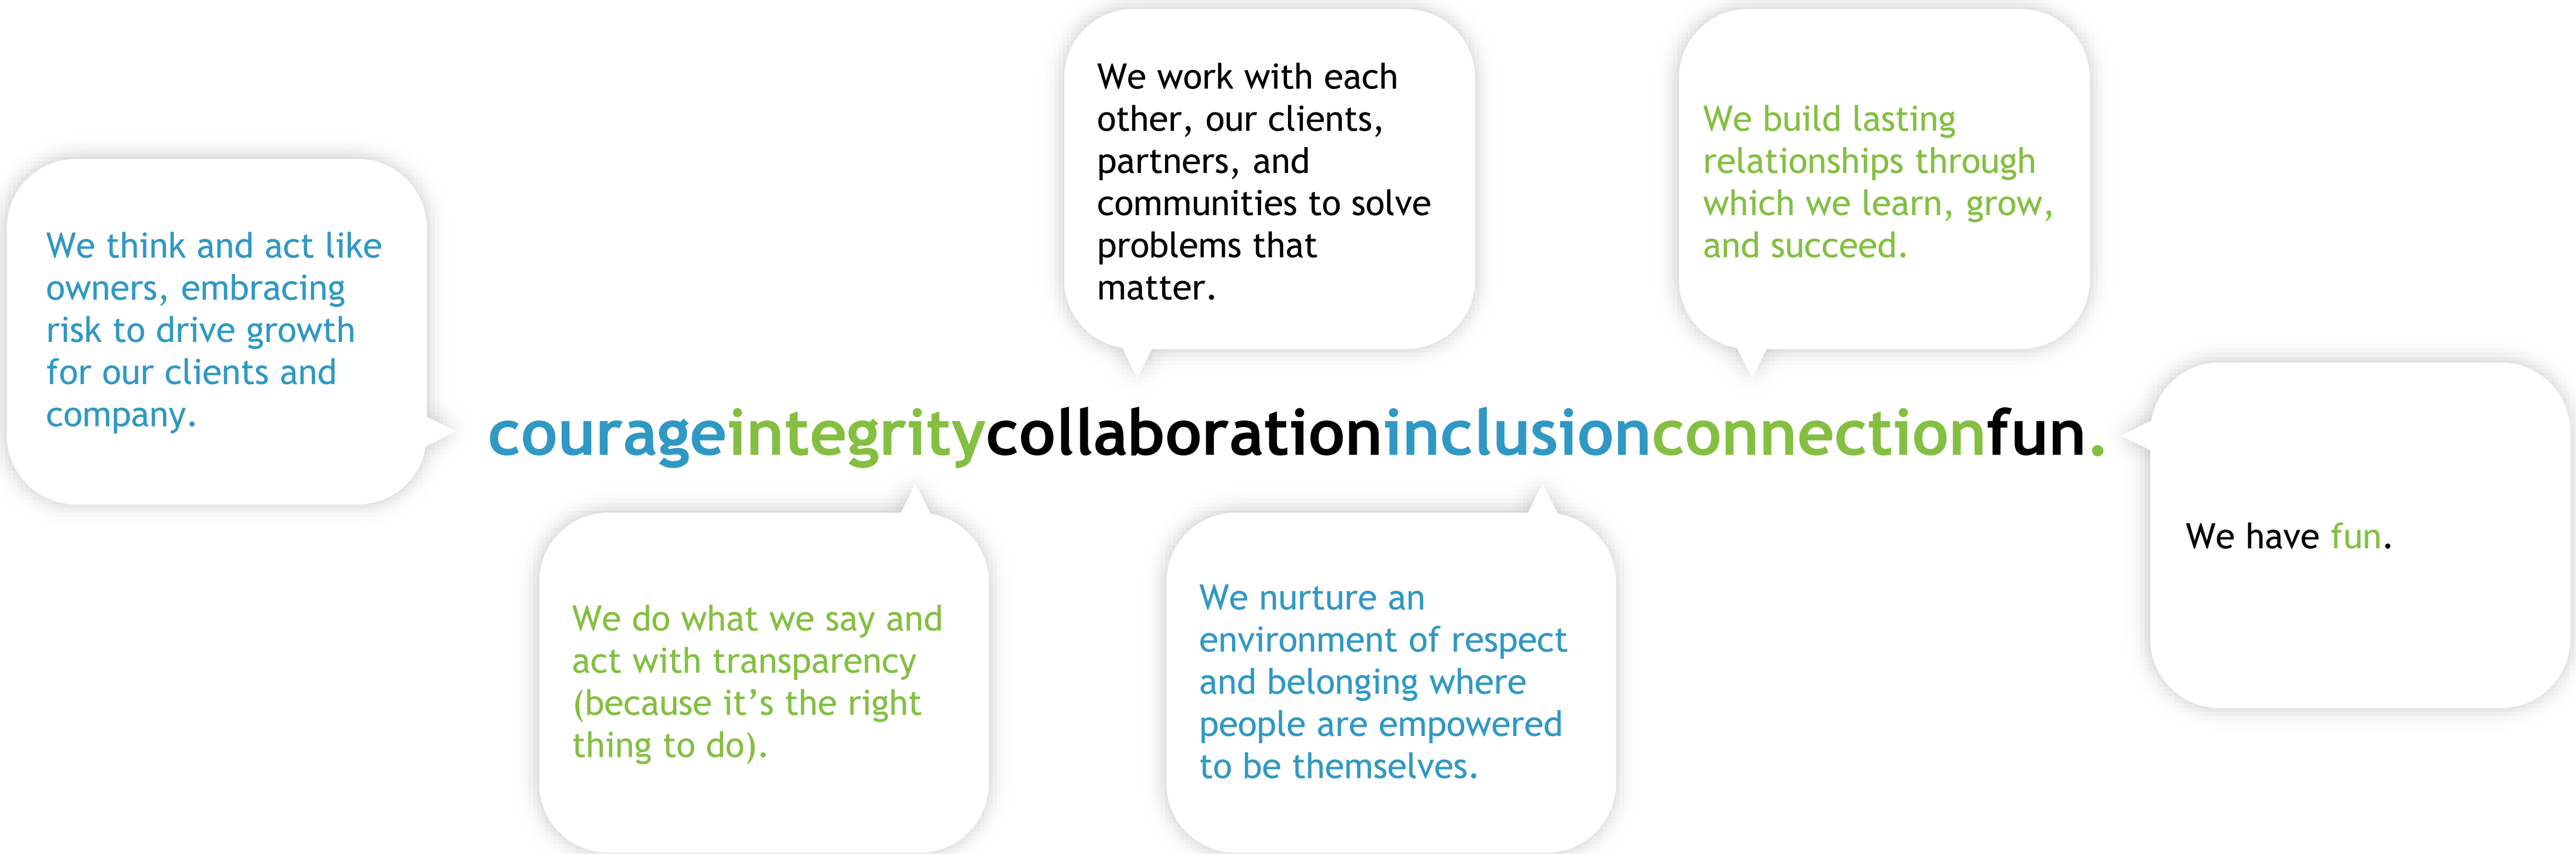 We think and act like
owners, embracing
risk to drive growth
for our clients and
company.
We work with each
other, our clients,
partners, and
communities to solve
problems that
matter.
We build lasting
relationships through
which we learn, grow,
and succeed.
courageintegritycollaborationinclusionconnectionfun.
We do what we say and
act with transparency
(because it’s the right
thing to do).
We nurture an
environment of respect
and belonging where
people are empowered
to be themselves.
We have fun.